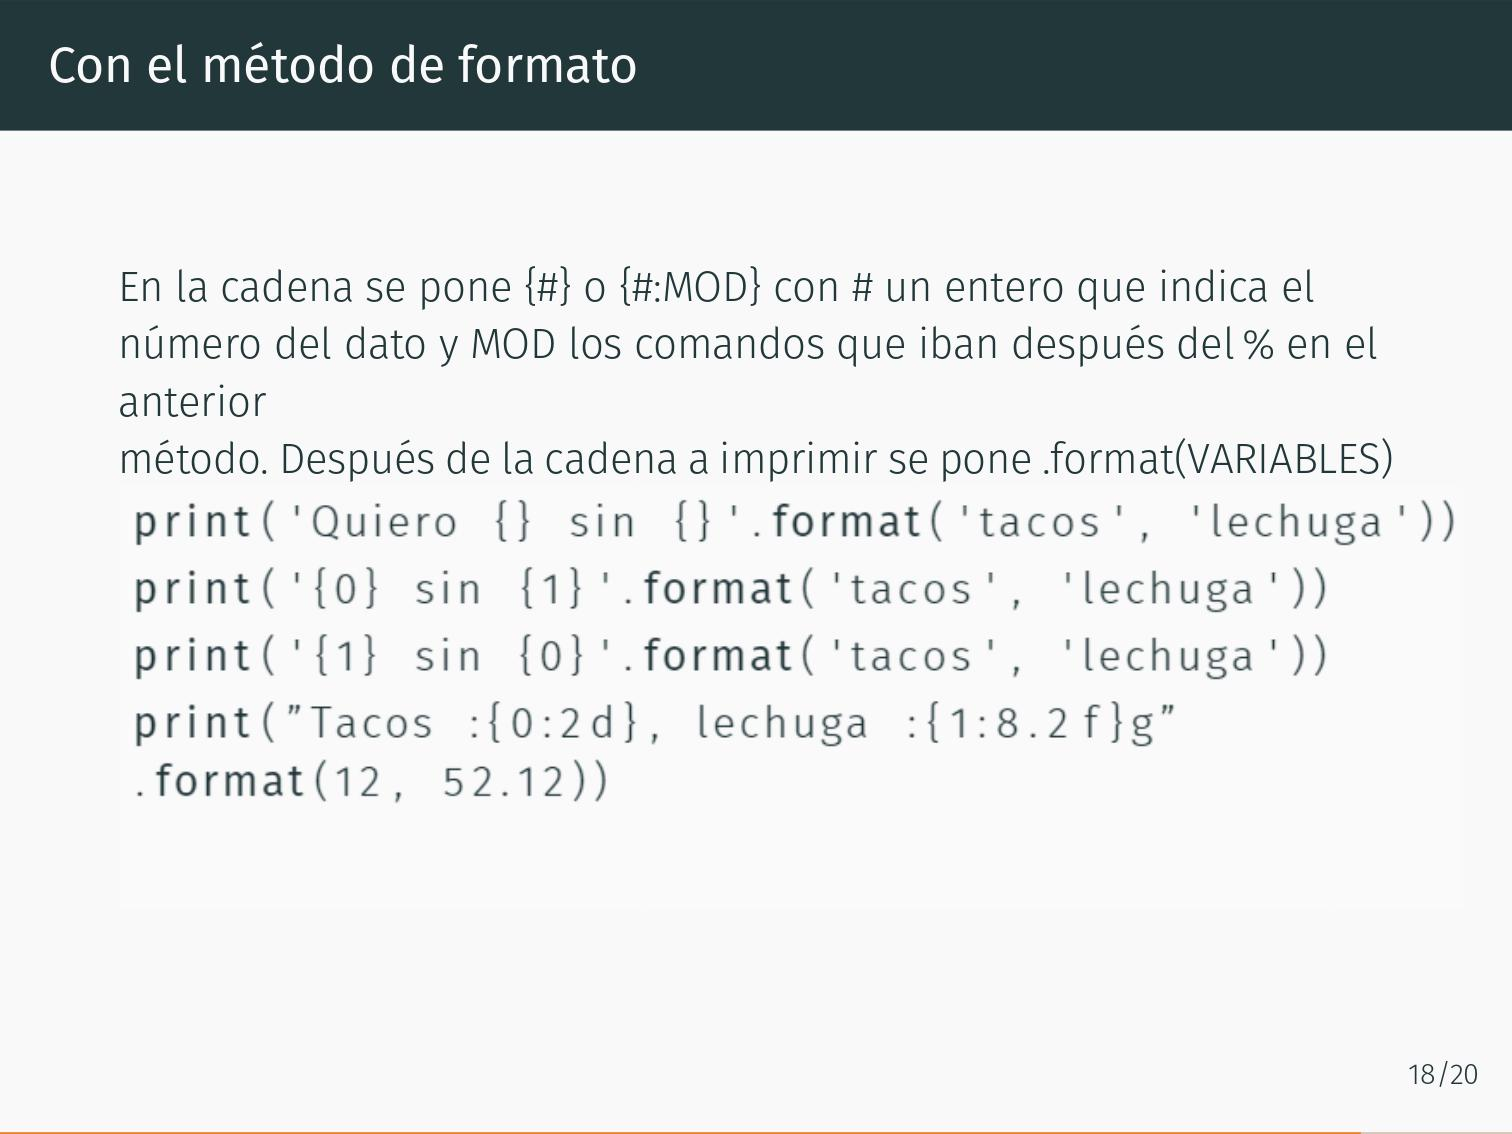 Con el método de formato
En la cadena se pone {#} o {#:MOD} con # un entero que indica el
número del dato y MOD los comandos que iban después del % en el
anterior
método. Después de la cadena a imprimir se pone .format(VARIABLES)
print('Quiero {} sin {}'.format('tacos', 'lechuga'))
print('{0} sin {1}'.format('tacos', 'lechuga'))
print('{1} sin {0}'.format('tacos', 'lechuga'))
print(”Tacos :{0:2d}, lechuga :{1:8.2f}g”
.format(12, 52.12))
18/20